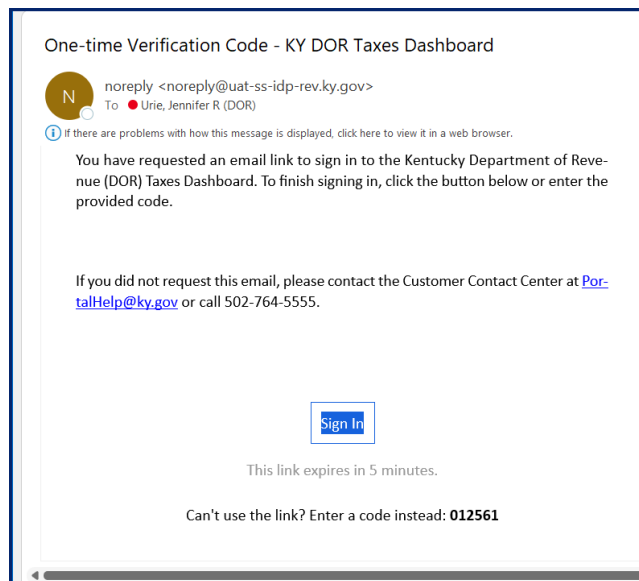 One-time Verification Code - KY DOR Taxes Dashboard
N
noreply <noreply@uat-ss-idp-rev.ky.gov>
To Urie, Jennifer R (DOR)
i If there are problems with how this message is displayed, click here to view it in a web browser.
You have requested an email link to sign in to the Kentucky Department of Reve-
nue (DOR) Taxes Dashboard. To finish signing in, click the button below or enter the
provided code.
If you did not request this email, please contact the Customer Contact Center at Por-
talHelp@ky.gov or call 502-764-5555.
Sign In
This link expires in 5 minutes.
Can't use the link? Enter a code instead: 012561